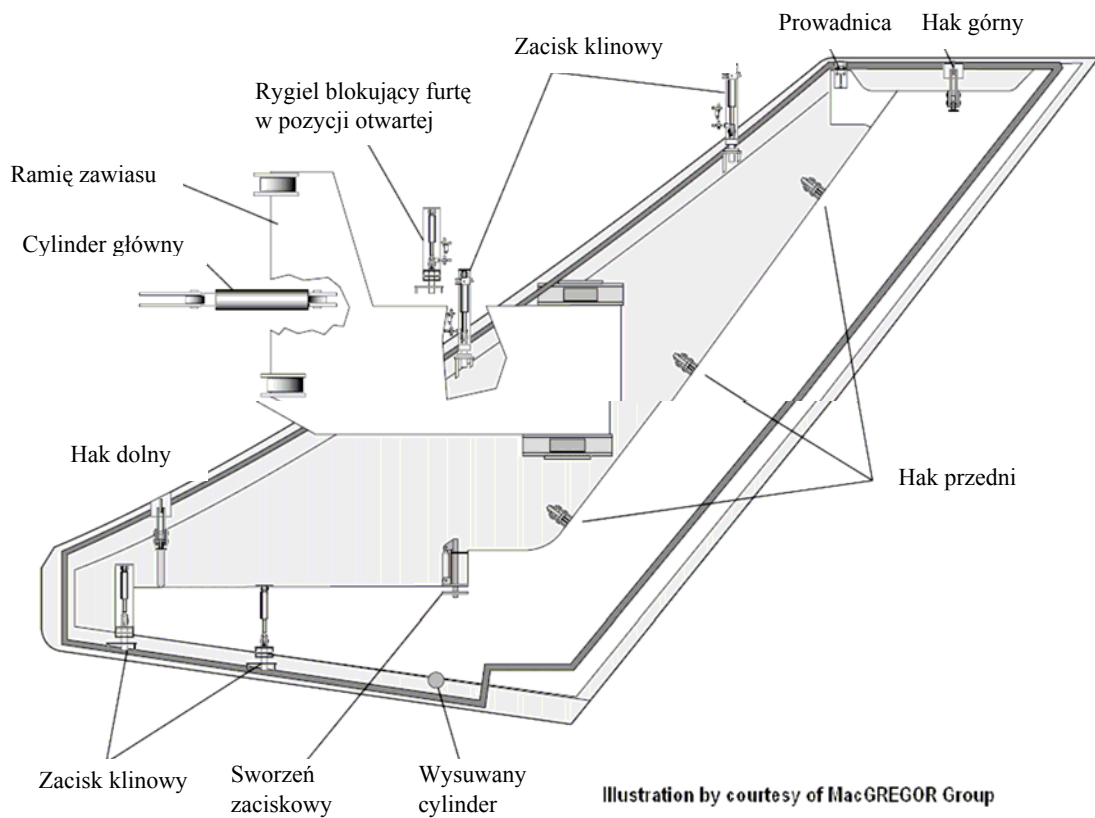 Prowadnica
Hak górny
Zacisk klinowy
Rygiel blokujący furtę
w pozycji otwartej
Ramię zawiasu
Cylinder główny
Hak dolny
Hak przedni
Zacisk klinowy
Sworzeń
zaciskowy
Wysuwany
cylinder
Illustration by courtesy of MacGREGOR Group